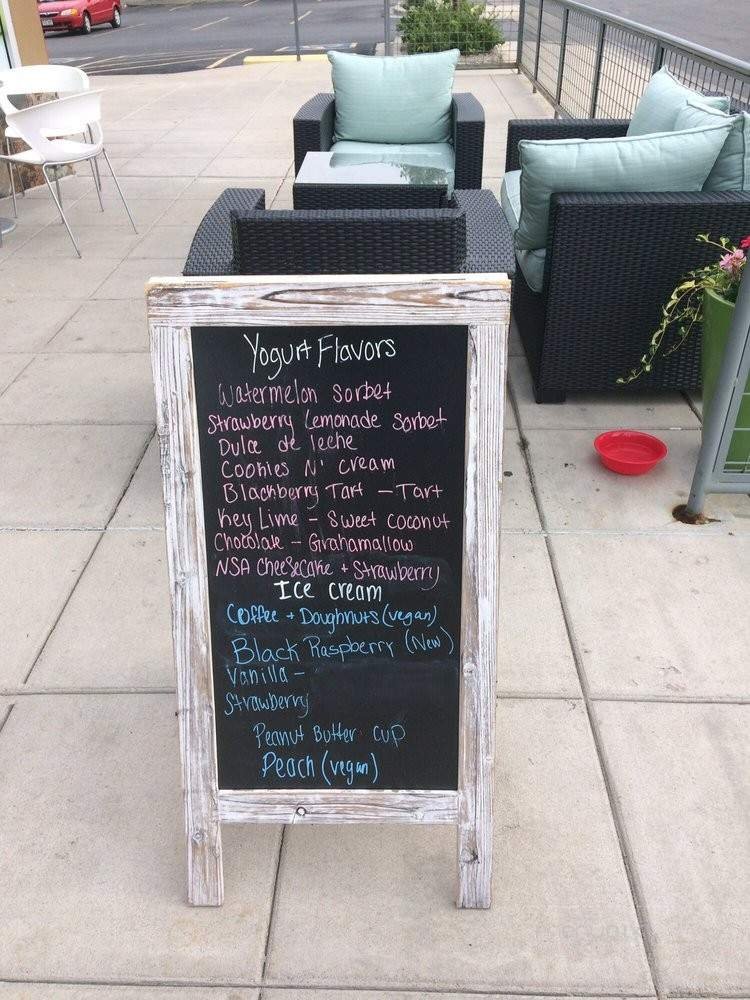 Yogurt Flavors
Watermelon Sorbet
Strawberry Lemonade Sorbet
Dulce de leche
Cookies N' Cream
Blackberry Tart - Tart
Key Lime - Sweet Coconut
Chocolate - Grahamallow
NSA Cheesecake + Strawberry
Ice cream
Coffee + Doughnuts (vegan)
Black Raspberry (New)
Vanilla -
Strawberry
Peanut Butter Cup
Peach (vegan)